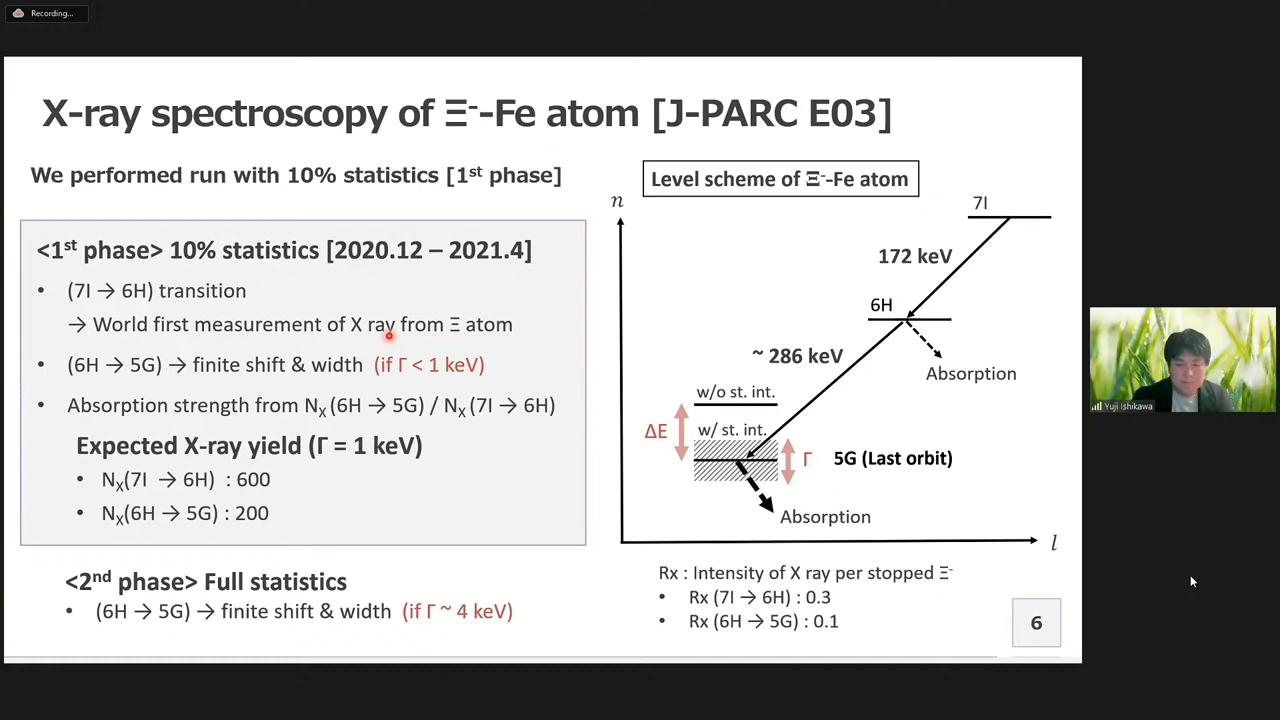 Recording...
X-ray spectroscopy of Ξ⁻-Fe atom [J-PARC E03]
We performed run with 10% statistics [1st phase]
<1st phase> 10% statistics [2020.12 – 2021.4]
• (7I → 6H) transition
→ World first measurement of X ray from Ξ atom
• (6H → 5G) → finite shift & width (if Γ < 1 keV)
• Absorption strength from Nₓ(6H → 5G) / Nₓ(7I → 6H)
Expected X-ray yield (Γ = 1 keV)
• Nₓ(7I → 6H) : 600
• Nₓ(6H → 5G) : 200
<2nd phase> Full statistics
• (6H → 5G) → finite shift & width (if Γ ~ 4 keV)
Level scheme of Ξ⁻-Fe atom
n
7I
172 keV
6H
~ 286 keV
Absorption
w/o st. int.
ΔE
w/ st. int.
Γ
5G (Last orbit)
Absorption
l
Rx : Intensity of X ray per stopped Ξ⁻
• Rx (7I → 6H) : 0.3
• Rx (6H → 5G) : 0.1
6
Yuji Ishikawa